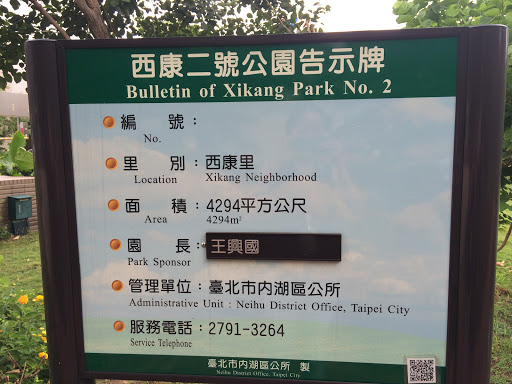 西康二號公園告示牌
Bulletin of Xikang Park No. 2
編號：
No.
里別：西康里
Location Xikang Neighborhood
面積：4294平方公尺
Area 4294m²
園長：王興國
Park Sponsor
管理單位：臺北市內湖區公所
Administrative Unit : Neihu District Office, Taipei City
服務電話：2791-3264
Service Telephone
臺北市內湖區公所 製
Neihu District Office, Taipei City